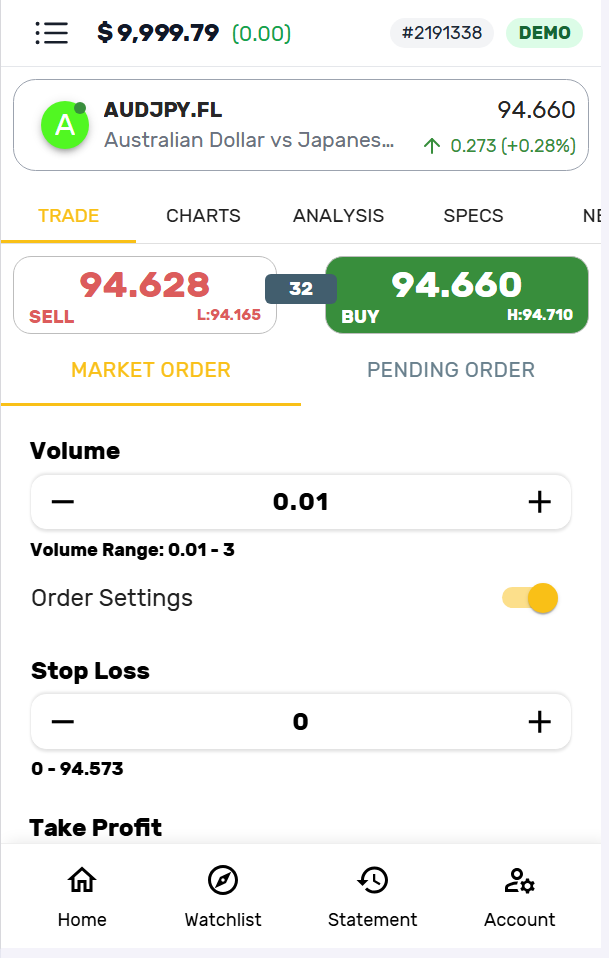 $ 9,999.79 (0.00) #2191338 DEMO
A AUDJPY.FL 94.660
Australian Dollar vs Japanes... 0.273 (+0.28%)
TRADE CHARTS ANALYSIS SPECS NE
94.628 32 94.660
SELL L:94.165 BUY H:94.710
MARKET ORDER PENDING ORDER
Volume
0.01
Volume Range: 0.01 - 3
Order Settings
Stop Loss
0
0 - 94.573
Take Profit
Home Watchlist Statement Account